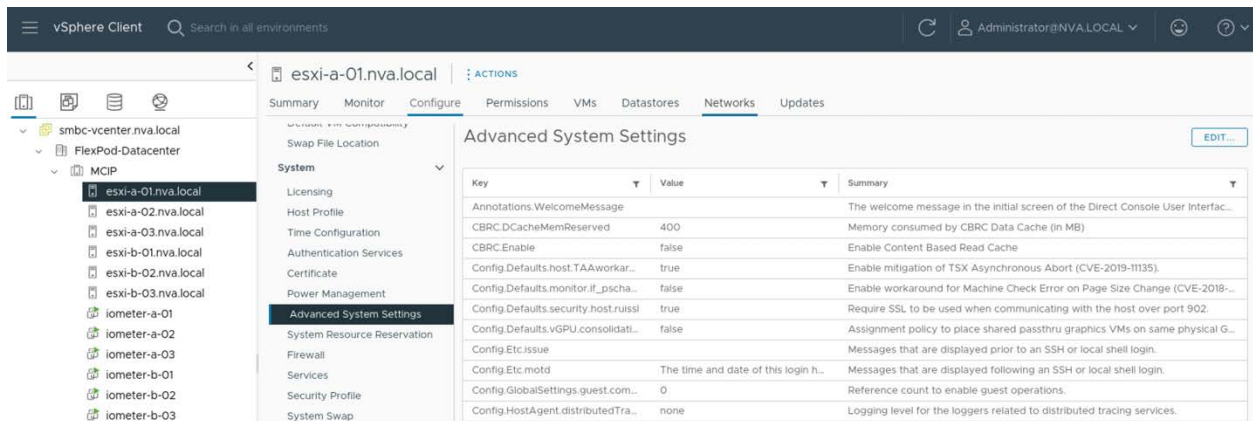 vSphere Client
Search in all environments
Administrator@NVA.LOCAL
esxi-a-01.nva.local
ACTIONS
Summary Monitor Configure Permissions VMs Datastores Networks Updates
smbc-vcenter.nva.local
FlexPod-Datacenter
MCIP
esxi-a-01.nva.local
esxi-a-02.nva.local
esxi-a-03.nva.local
esxi-b-01.nva.local
esxi-b-02.nva.local
esxi-b-03.nva.local
iometer-a-01
iometer-a-02
iometer-a-03
iometer-b-01
iometer-b-02
iometer-b-03
Default VM Compatibility
Swap File Location
System
Licensing
Host Profile
Time Configuration
Authentication Services
Certificate
Power Management
Advanced System Settings
System Resource Reservation
Firewall
Services
Security Profile
System Swap
Advanced System Settings
EDIT...
Key Value Summary
Annotations.WelcomeMessage The welcome message in the initial screen of the Direct Console User Interfac...
CBRC.DCacheMemReserved 400 Memory consumed by CBRC Data Cache (in MB)
CBRC.Enable false Enable Content Based Read Cache
Config.Defaults.host.TAAworkar... true Enable mitigation of TSX Asynchronous Abort (CVE-2019-11135).
Config.Defaults.monitor.if_pscha... false Enable workaround for Machine Check Error on Page Size Change (CVE-2018-...
Config.Defaults.security.host.ruissl true Require SSL to be used when communicating with the host over port 902.
Config.Defaults.vGPU.consolidati... false Assignment policy to place shared passthru graphics VMs on same physical G...
Config.Etc.issue Messages that are displayed prior to an SSH or local shell login.
Config.Etc.motd The time and date of this login h... Messages that are displayed following an SSH or local shell login.
Config.GlobalSettings.guest.com... 0 Reference count to enable guest operations.
Config.HostAgent.distributedTra... none Logging level for the loggers related to distributed tracing services.